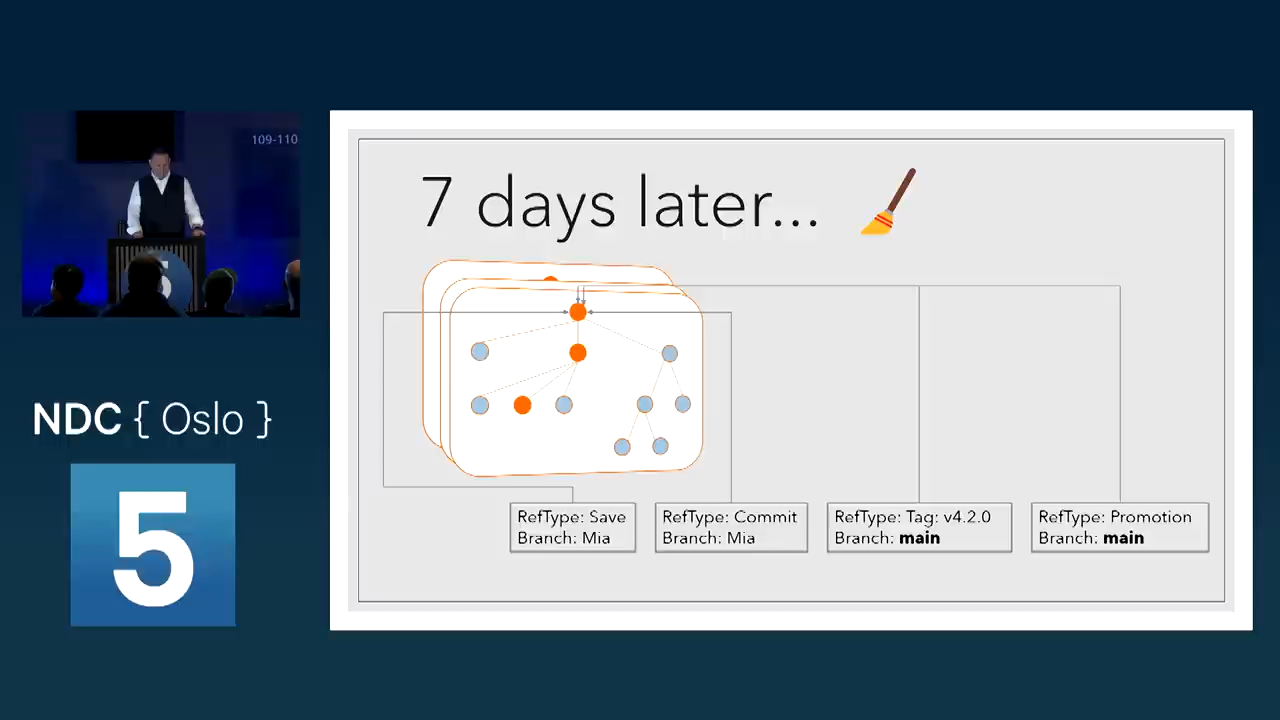 109-110
5
NDC { Oslo }
5
7 days later...
RefType: Save
Branch: Mia
RefType: Commit
Branch: Mia
RefType: Tag: v4.2.0
Branch: main
RefType: Promotion
Branch: main